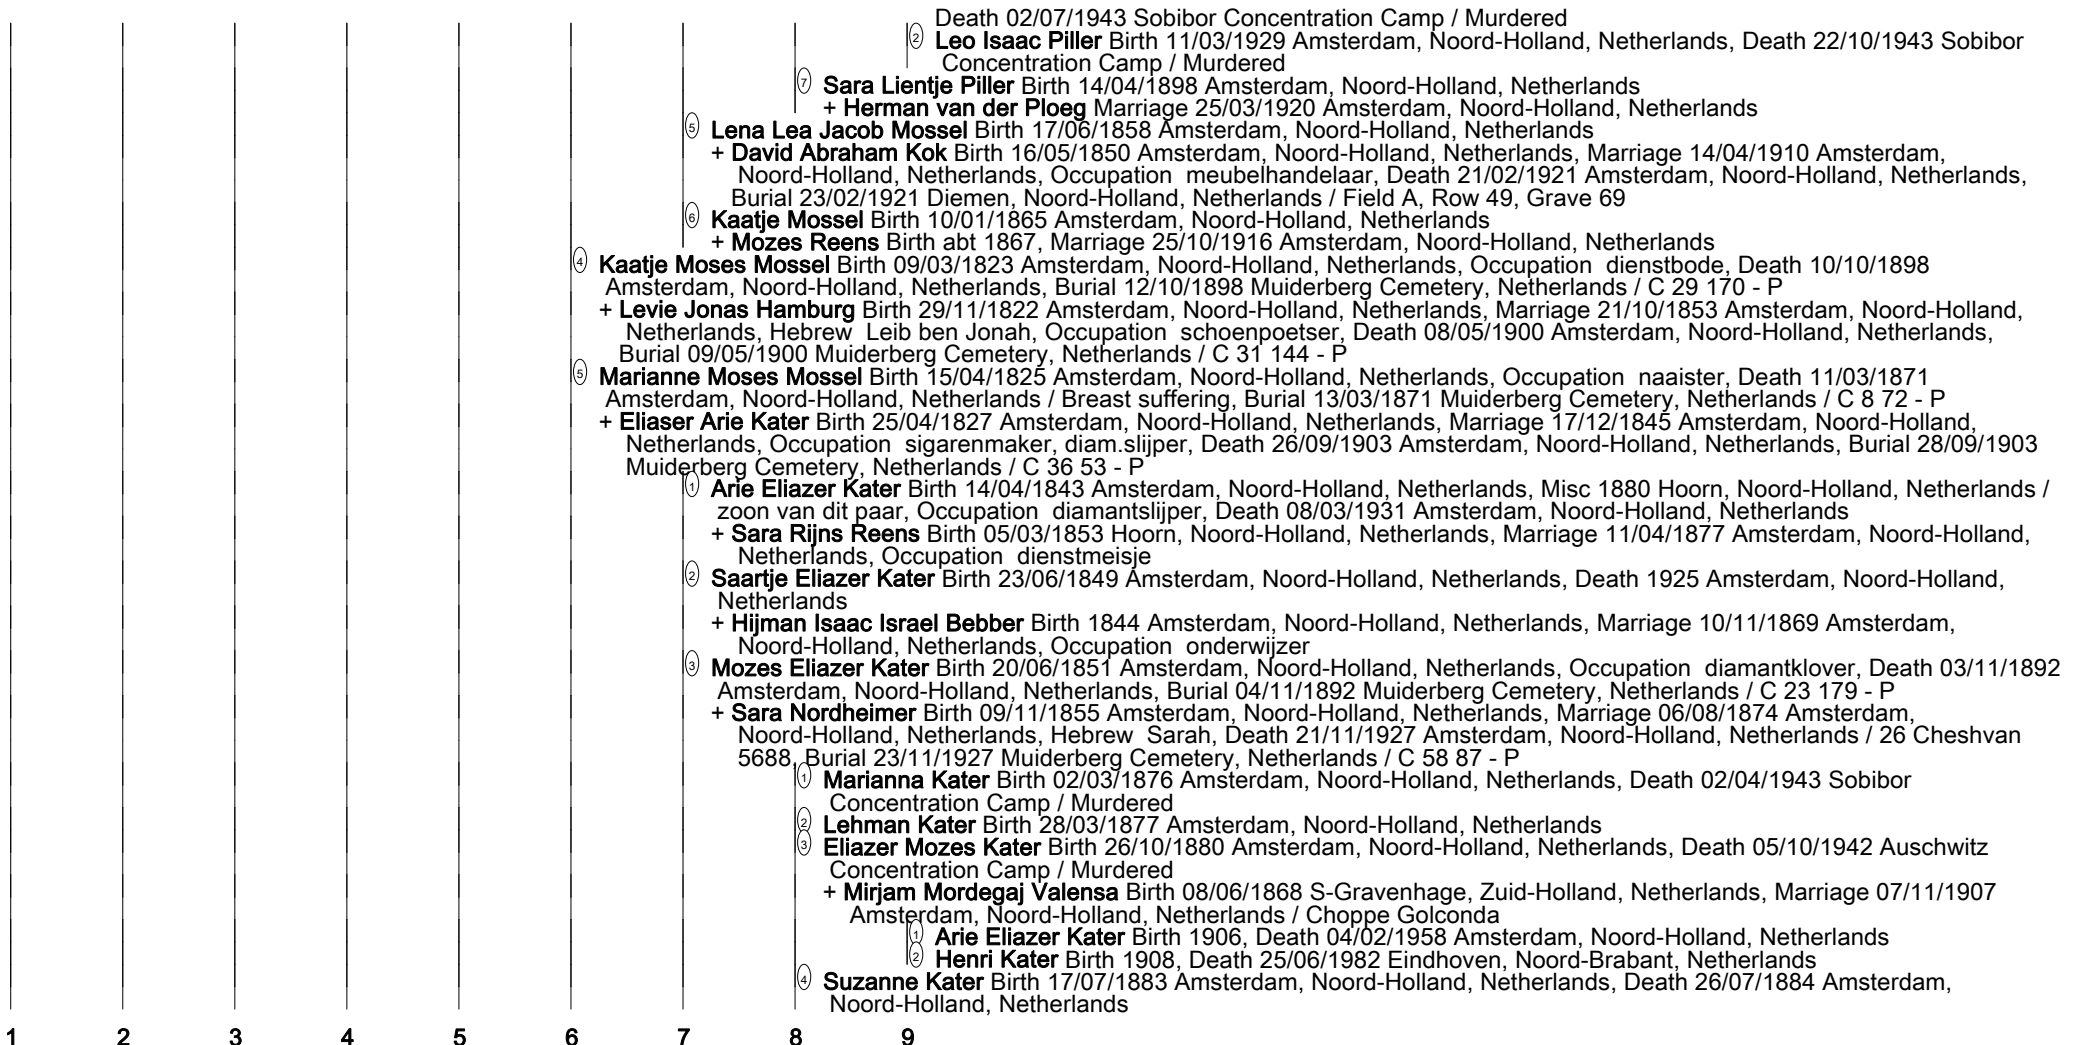 Death 02/07/1943 Sobibor Concentration Camp / Murdered
2 Leo Isaac Piller Birth 11/03/1929 Amsterdam, Noord-Holland, Netherlands, Death 22/10/1943 Sobibor
Concentration Camp / Murdered
7 Sara Lientje Piller Birth 14/04/1898 Amsterdam, Noord-Holland, Netherlands
+ Herman van der Ploeg Marriage 25/03/1920 Amsterdam, Noord-Holland, Netherlands
5 Lena Lea Jacob Mossel Birth 17/06/1858 Amsterdam, Noord-Holland, Netherlands
+ David Abraham Kok Birth 16/05/1850 Amsterdam, Noord-Holland, Netherlands, Marriage 14/04/1910 Amsterdam,
Noord-Holland, Netherlands, Occupation meubelhandelaar, Death 21/02/1921 Amsterdam, Noord-Holland, Netherlands,
Burial 23/02/1921 Diemen, Noord-Holland, Netherlands / Field A, Row 49, Grave 69
6 Kaatje Mossel Birth 10/01/1865 Amsterdam, Noord-Holland, Netherlands
+ Mozes Reens Birth abt 1867, Marriage 25/10/1916 Amsterdam, Noord-Holland, Netherlands
4 Kaatje Moses Mossel Birth 09/03/1823 Amsterdam, Noord-Holland, Netherlands, Occupation dienstbode, Death 10/10/1898
Amsterdam, Noord-Holland, Netherlands, Burial 12/10/1898 Muiderberg Cemetery, Netherlands / C 29 170 - P
+ Levie Jonas Hamburg Birth 29/11/1822 Amsterdam, Noord-Holland, Netherlands, Marriage 21/10/1853 Amsterdam, Noord-Holland,
Netherlands, Hebrew Leib ben Jonah, Occupation schoenpoetser, Death 08/05/1900 Amsterdam, Noord-Holland, Netherlands,
Burial 09/05/1900 Muiderberg Cemetery, Netherlands / C 31 144 - P
5 Marianne Moses Mossel Birth 15/04/1825 Amsterdam, Noord-Holland, Netherlands, Occupation naaister, Death 11/03/1871
Amsterdam, Noord-Holland, Netherlands / Breast suffering, Burial 13/03/1871 Muiderberg Cemetery, Netherlands / C 8 72 - P
+ Eliaser Arie Kater Birth 25/04/1827 Amsterdam, Noord-Holland, Netherlands, Marriage 17/12/1845 Amsterdam, Noord-Holland,
Netherlands, Occupation sigarenmaker, diam.slijper, Death 26/09/1903 Amsterdam, Noord-Holland, Netherlands, Burial 28/09/1903
Muiderberg Cemetery, Netherlands / C 36 53 - P
1 Arie Eliazer Kater Birth 14/04/1843 Amsterdam, Noord-Holland, Netherlands, Misc 1880 Hoorn, Noord-Holland, Netherlands /
zoon van dit paar, Occupation diamantslijper, Death 08/03/1931 Amsterdam, Noord-Holland, Netherlands
+ Sara Rijns Reens Birth 05/03/1853 Hoorn, Noord-Holland, Netherlands, Marriage 11/04/1877 Amsterdam, Noord-Holland,
Netherlands, Occupation dienstmeisje
2 Saartje Eliazer Kater Birth 23/06/1849 Amsterdam, Noord-Holland, Netherlands, Death 1925 Amsterdam, Noord-Holland,
Netherlands
+ Hijman Isaac Israel Bebber Birth 1844 Amsterdam, Noord-Holland, Netherlands, Marriage 10/11/1869 Amsterdam,
Noord-Holland, Netherlands, Occupation onderwijzer
3 Mozes Eliazer Kater Birth 20/06/1851 Amsterdam, Noord-Holland, Netherlands, Occupation diamantklover, Death 03/11/1892
Amsterdam, Noord-Holland, Netherlands, Burial 04/11/1892 Muiderberg Cemetery, Netherlands / C 23 179 - P
+ Sara Nordheimer Birth 09/11/1855 Amsterdam, Noord-Holland, Netherlands, Marriage 06/08/1874 Amsterdam,
Noord-Holland, Netherlands, Hebrew Sarah, Death 21/11/1927 Amsterdam, Noord-Holland, Netherlands / 26 Cheshvan
5688, Burial 23/11/1927 Muiderberg Cemetery, Netherlands / C 58 87 - P
1 Marianna Kater Birth 02/03/1876 Amsterdam, Noord-Holland, Netherlands, Death 02/04/1943 Sobibor
Concentration Camp / Murdered
2 Lehman Kater Birth 28/03/1877 Amsterdam, Noord-Holland, Netherlands
3 Eliazer Mozes Kater Birth 26/10/1880 Amsterdam, Noord-Holland, Netherlands, Death 05/10/1942 Auschwitz
Concentration Camp / Murdered
+ Mirjam Mordegaj Valensa Birth 08/06/1868 S-Gravenhage, Zuid-Holland, Netherlands, Marriage 07/11/1907
Amsterdam, Noord-Holland, Netherlands / Choppe Golconda
1 Arie Eliazer Kater Birth 1906, Death 04/02/1958 Amsterdam, Noord-Holland, Netherlands
2 Henri Kater Birth 1908, Death 25/06/1982 Eindhoven, Noord-Brabant, Netherlands
4 Suzanne Kater Birth 17/07/1883 Amsterdam, Noord-Holland, Netherlands, Death 26/07/1884 Amsterdam,
Noord-Holland, Netherlands
1 2 3 4 5 6 7 8 9